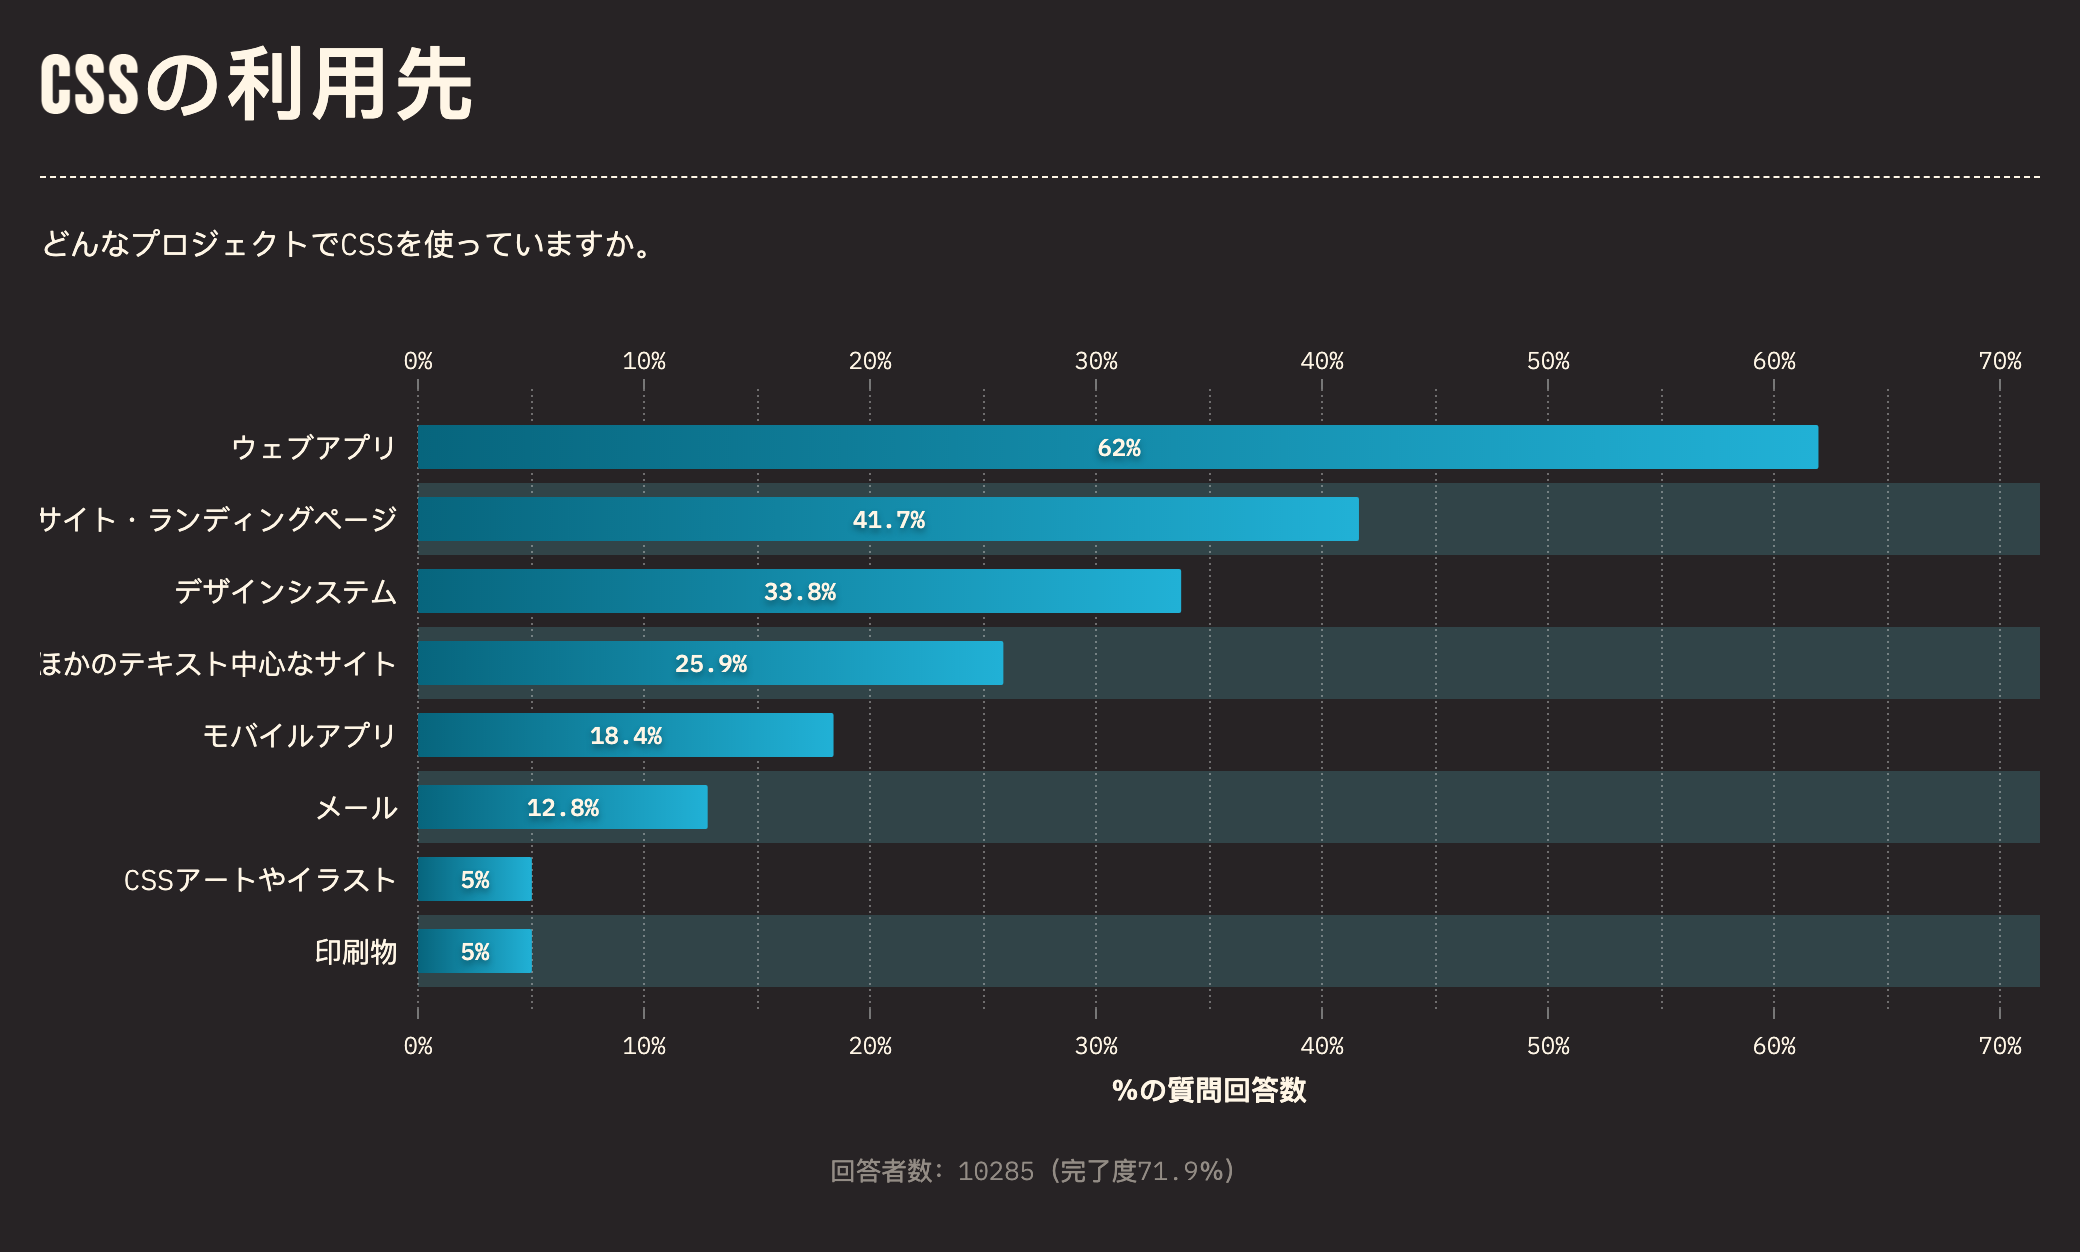 CSSの利用先
どんなプロジェクトでCSSを使っていますか。
0% 10% 20% 30% 40% 50% 60% 70%
ウェブアプリ 62%
サイト・ランディングページ 41.7%
デザインシステム 33.8%
ほかのテキスト中心なサイト 25.9%
モバイルアプリ 18.4%
メール 12.8%
CSSアートやイラスト 5%
印刷物 5%
0% 10% 20% 30% 40% 50% 60% 70%
%の質問回答数
回答者数: 10285 (完了度71.9%)